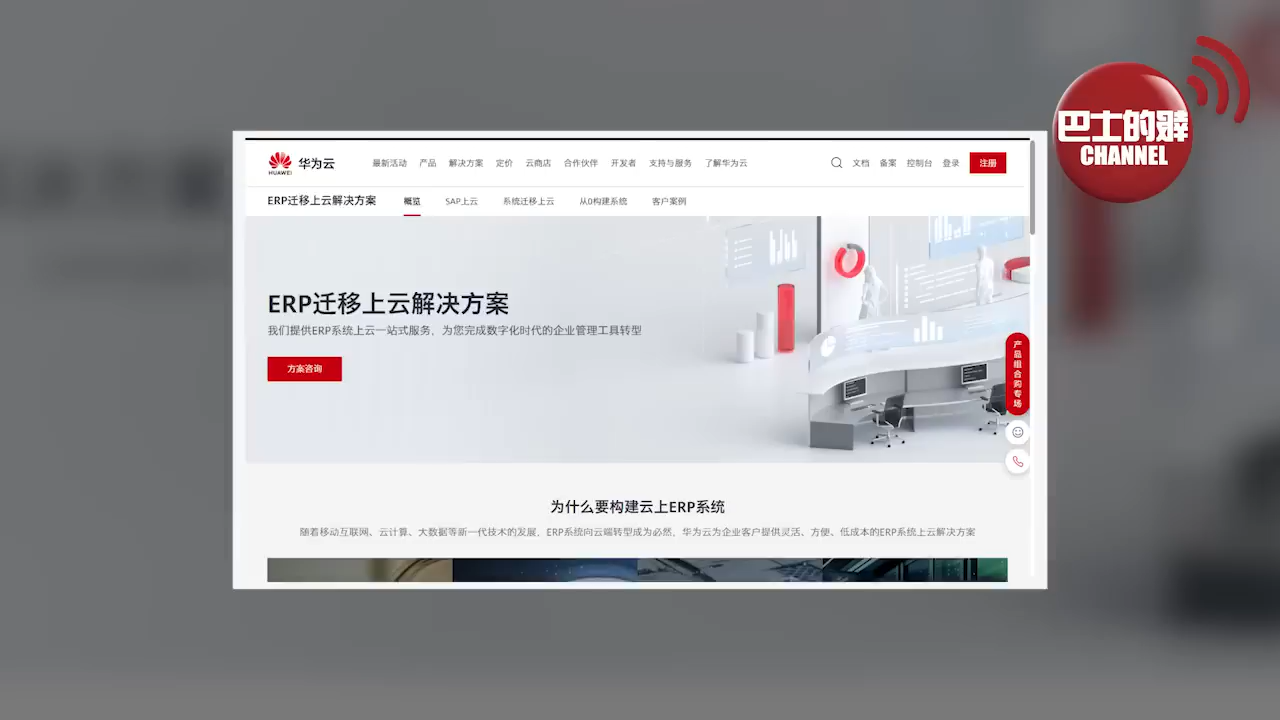 巴士的報
CHANNEL
HUAWEI
华为云
最新活动 产品 解决方案 定价 云商店 合作伙伴 开发者 支持与服务 了解华为云
文档 备案 控制台 登录 注册
ERP迁移上云解决方案 概览 SAP上云 系统迁移上云 从0构建系统 客户案例
ERP迁移上云解决方案
我们提供ERP系统上云一站式服务，为您完成数字化时代的企业管理工具转型
方案咨询
产品组合购专场
为什么要构建云上ERP系统
随着移动互联网、云计算、大数据等新一代技术的发展，ERP系统向云端转型成为必然，华为云为企业客户提供灵活、方便、低成本的ERP系统上云解决方案